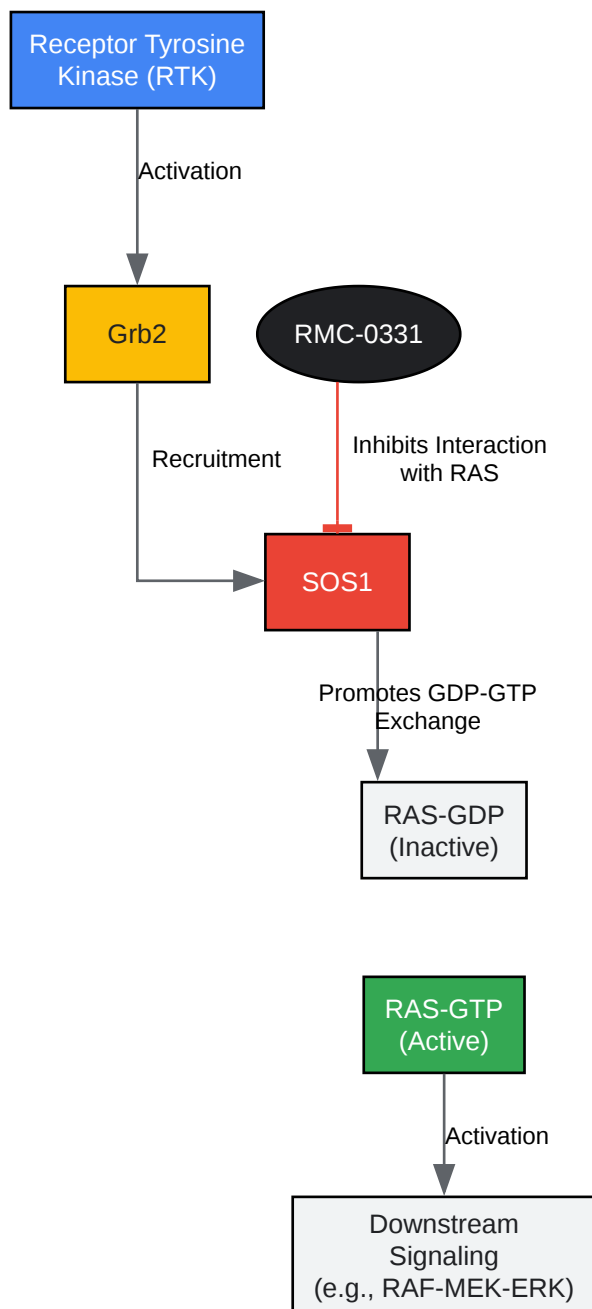 Receptor Tyrosine
Kinase (RTK)
Activation
Grb2
RMC-0331
Recruitment
Inhibits Interaction
with RAS
SOS1
Promotes GDP-GTP
Exchange
RAS-GDP
(Inactive)
RAS-GTP
(Active)
Activation
Downstream
Signaling
(e.g., RAF-MEK-ERK)